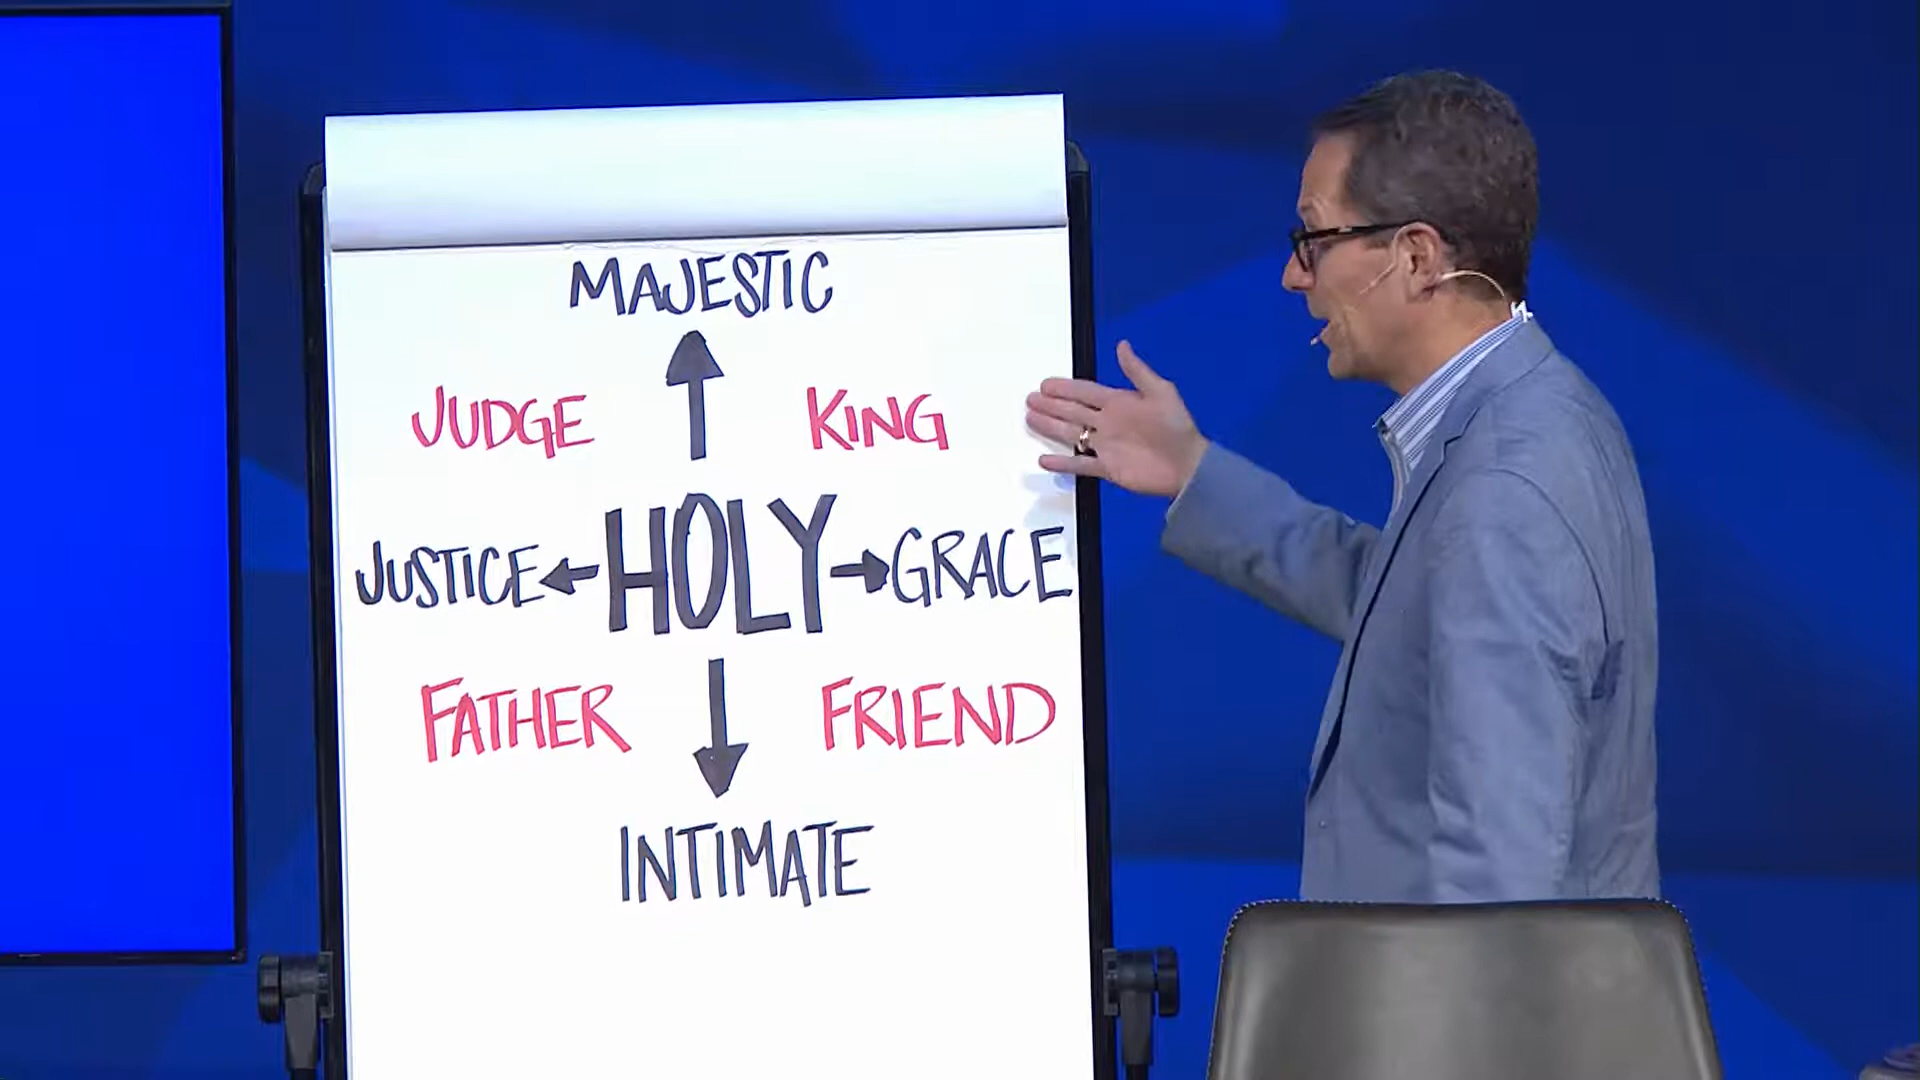 MAJESTIC
JUDGE KING
JUSTICE HOLY GRACE
FATHER FRIEND
INTIMATE